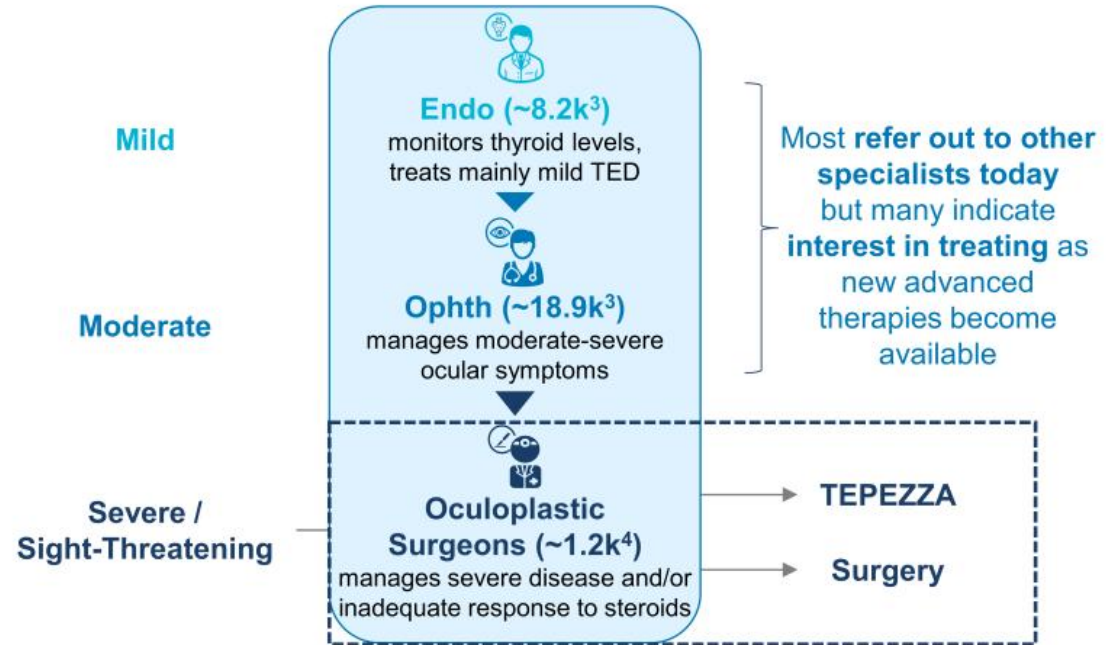 Mild
Endo (~8.2k³)
monitors thyroid levels,
treats mainly mild TED
Most refer out to other
specialists today
but many indicate
interest in treating as
new advanced
therapies become
available
Moderate
Ophth (~18.9k³)
manages moderate-severe
ocular symptoms
Severe /
Sight-Threatening
Oculoplastic
Surgeons (~1.2k⁴)
manages severe disease and/or
inadequate response to steroids
TEPEZZA
Surgery